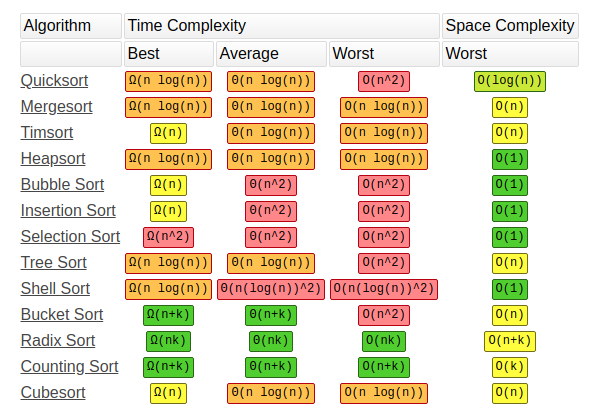 Algorithm Time Complexity Space Complexity
Best Average Worst Worst
Quicksort Ω(n log(n)) Θ(n log(n)) O(n^2) O(log(n))
Mergesort Ω(n log(n)) Θ(n log(n)) O(n log(n)) O(n)
Timsort Ω(n) Θ(n log(n)) O(n log(n)) O(n)
Heapsort Ω(n log(n)) Θ(n log(n)) O(n log(n)) O(1)
Bubble Sort Ω(n) Θ(n^2) O(n^2) O(1)
Insertion Sort Ω(n) Θ(n^2) O(n^2) O(1)
Selection Sort Ω(n^2) Θ(n^2) O(n^2) O(1)
Tree Sort Ω(n log(n)) Θ(n log(n)) O(n^2) O(n)
Shell Sort Ω(n log(n)) Θ(n(log(n))^2) O(n(log(n))^2) O(1)
Bucket Sort Ω(n+k) Θ(n+k) O(n^2) O(n)
Radix Sort Ω(nk) Θ(nk) O(nk) O(n+k)
Counting Sort Ω(n+k) Θ(n+k) O(n+k) O(k)
Cubesort Ω(n) Θ(n log(n)) O(n log(n)) O(n)